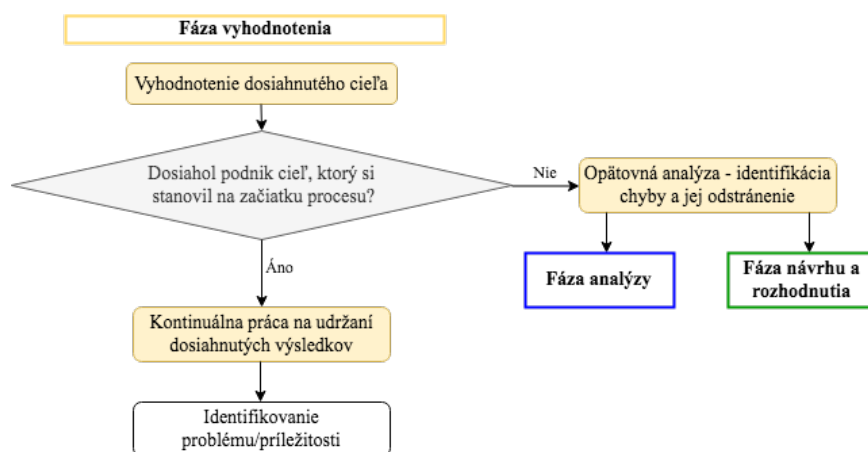 Fáza vyhodnotenia
Vyhodnotenie dosiahnutého cieľa
Dosiahol podnik cieľ, ktorý si
stanovil na začiatku procesu?
Nie
Opätovná analýza - identifikácia
chyby a jej odstránenie
Fáza analýzy
Fáza návrhu a
rozhodnutia
Áno
Kontinuálna práca na udržaní
dosiahnutých výsledkov
Identifikovanie
problému/príležitosti